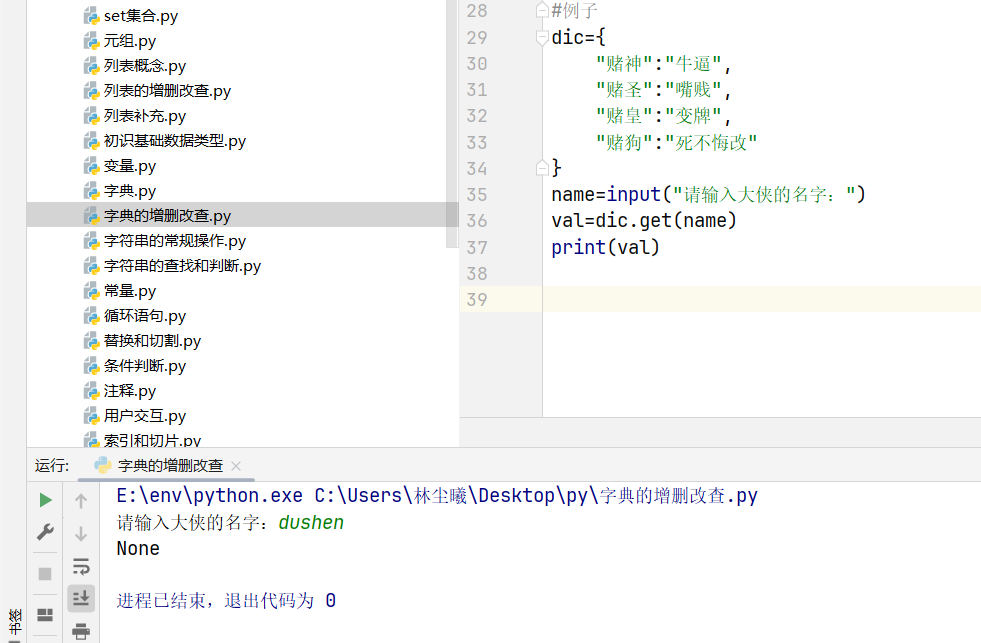 set集合.py
元组.py
列表概念.py
列表的增删改查.py
列表补充.py
初识基础数据类型.py
变量.py
字典.py
字典的增删改查.py
字符串的常规操作.py
字符串的查找和判断.py
常量.py
循环语句.py
替换和切割.py
条件判断.py
注释.py
用户交互.py
索引和切片.py
28 #例子
29 dic={
30 "赌神":"牛逼",
31 "赌圣":"嘴贱",
32 "赌皇":"变牌",
33 "赌狗":"死不悔改"
34 }
35 name=input("请输入大侠的名字：")
36 val=dic.get(name)
37 print(val)
38
39
运行: 字典的增删改查
E:\env\python.exe C:\Users\林尘曦\Desktop\py\字典的增删改查.py
请输入大侠的名字：dushen
None
进程已结束，退出代码为 0
书签